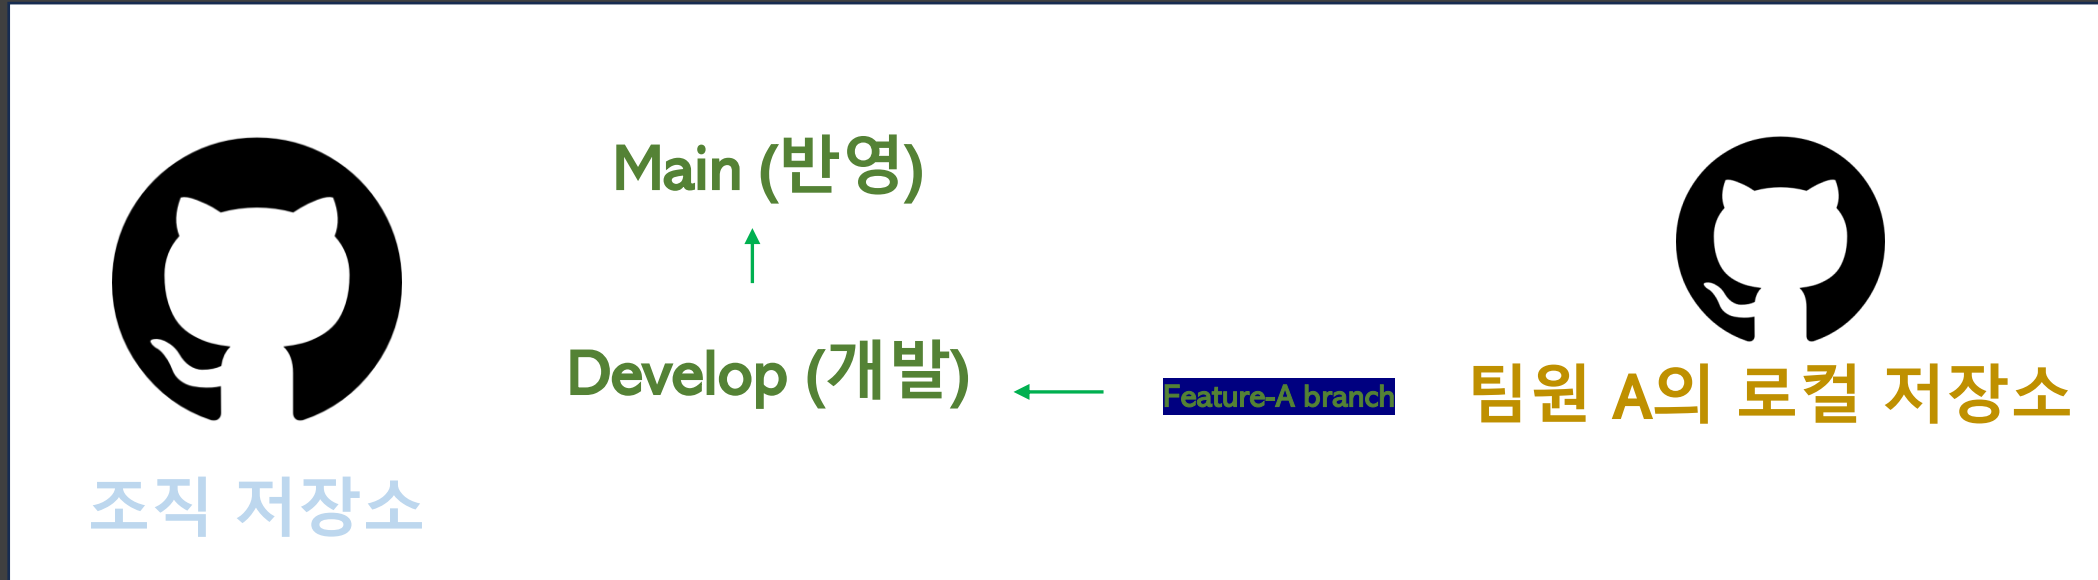 Main (반영)
Develop (개발)
Feature-A branch
팀원 A의 로컬 저장소
조직 저장소